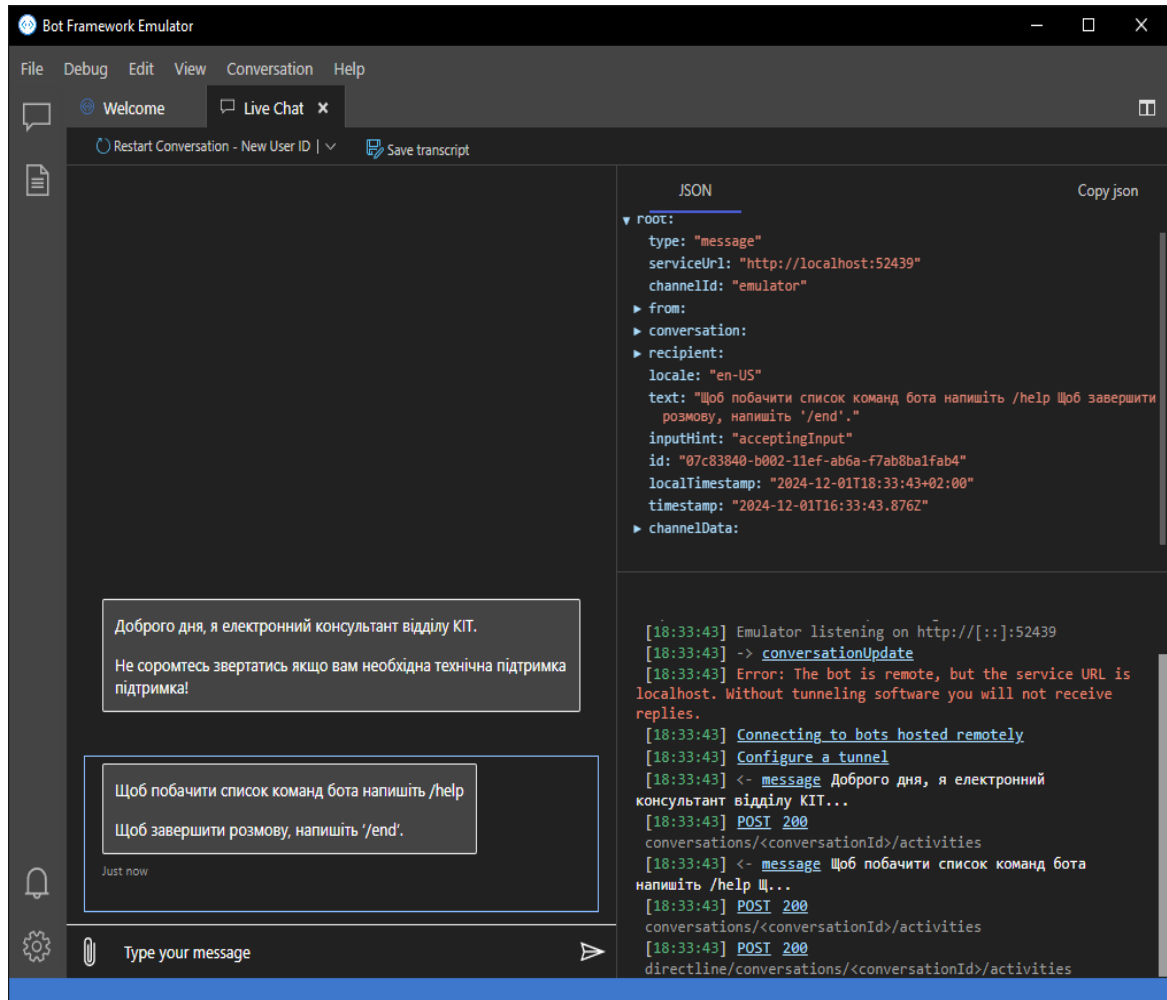 Bot Framework Emulator
File Debug Edit View Conversation Help
Welcome
Live Chat
Restart Conversation - New User ID |
Save transcript
Доброго дня, я електронний консультант відділу КІТ.
Не соромтесь звертатись якщо вам необхідна технічна підтримка
підтримка!
Щоб побачити список команд бота напишіть /help
Щоб завершити розмову, напишіть ‘/end’.
Just now
Type your message
JSON
Copy json
root:
type: "message"
serviceUrl: "http://localhost:52439"
channelId: "emulator"
from:
conversation:
recipient:
locale: "en-US"
text: "Щоб побачити список команд бота напишіть /help Щоб завершити
розмову, напишіть '/end'."
inputHint: "acceptingInput"
id: "07c83840-b002-11ef-ab6a-f7ab8ba1fab4"
localTimestamp: "2024-12-01T18:33:43+02:00"
timestamp: "2024-12-01T16:33:43.876Z"
channelData:
[18:33:43] Emulator listening on http://[::]:52439
[18:33:43] -> conversationUpdate
[18:33:43] Error: The bot is remote, but the service URL is
localhost. Without tunneling software you will not receive
replies.
[18:33:43] Connecting to bots hosted remotely
[18:33:43] Configure a tunnel
[18:33:43] <- message Доброго дня, я електронний
консультант відділу КІТ...
[18:33:43] POST 200
conversations/<conversationId>/activities
[18:33:43] <- message Щоб побачити список команд бота
напишіть /help Щ...
[18:33:43] POST 200
conversations/<conversationId>/activities
[18:33:43] POST 200
directline/conversations/<conversationId>/activities